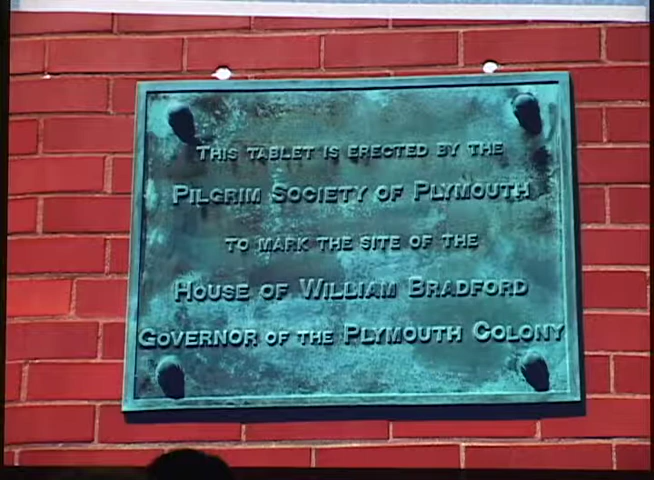 THIS TABLET IS ERECTED BY THE
PILGRIM SOCIETY OF PLYMOUTH
TO MARK THE SITE OF THE
HOUSE OF WILLIAM BRADFORD
GOVERNOR OF THE PLYMOUTH COLONY